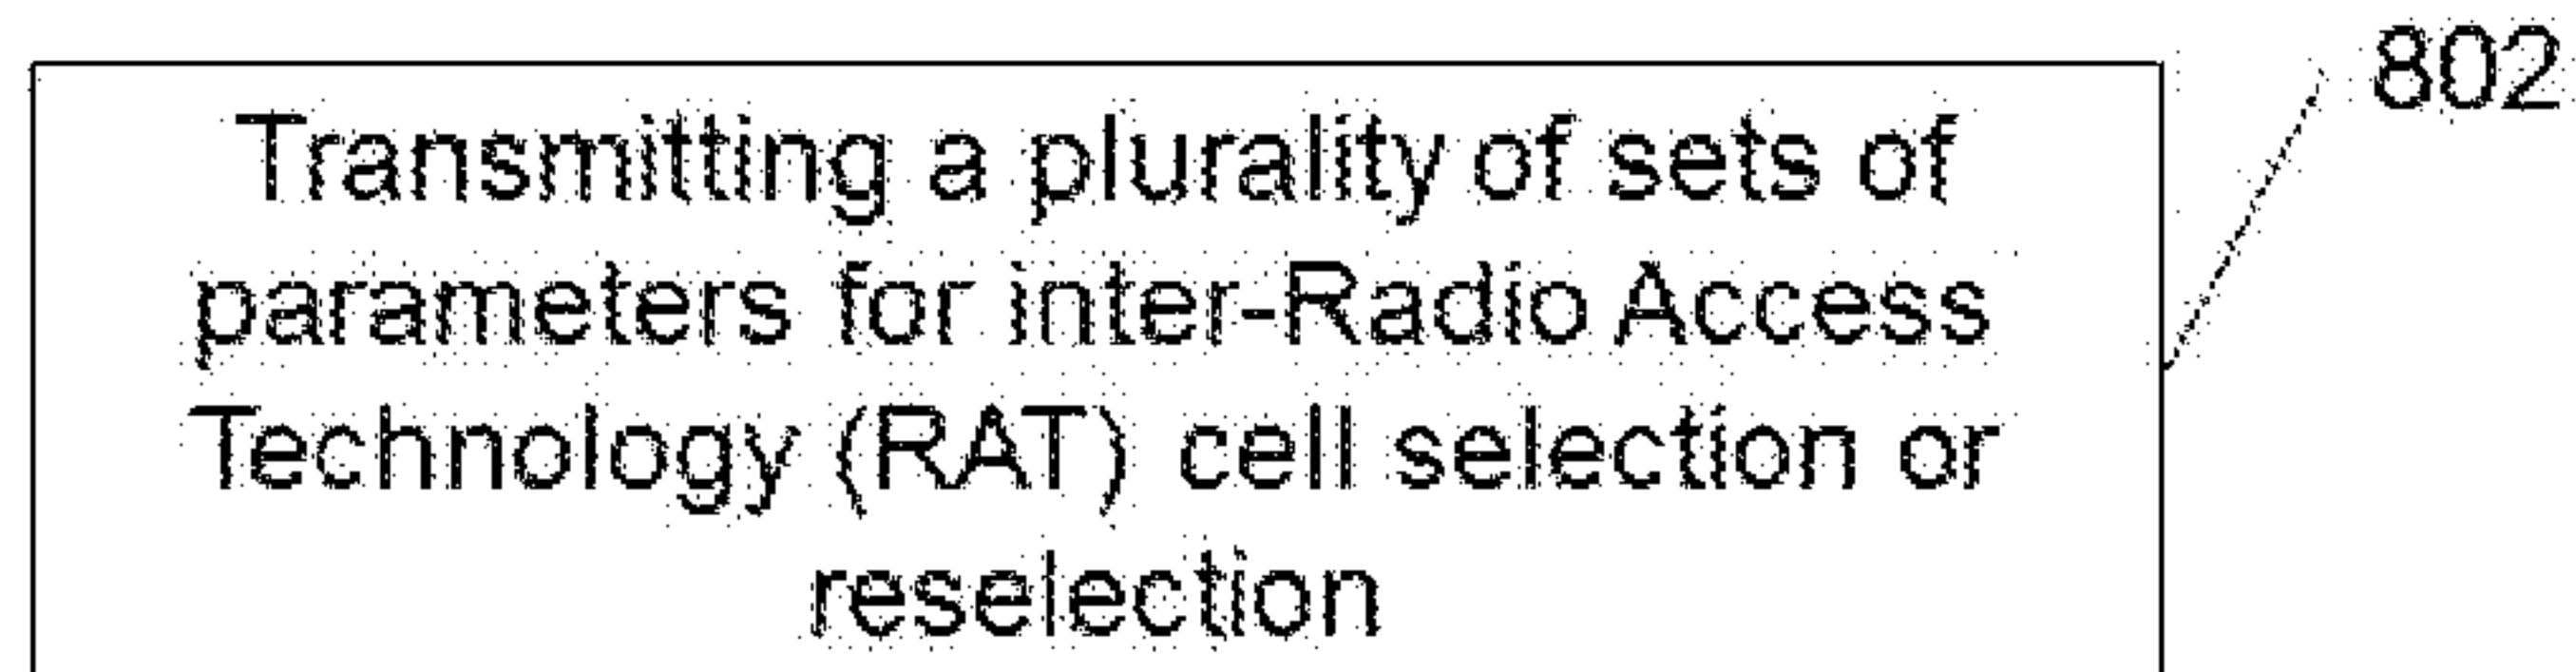 802
Transmitting a plurality of sets of
parameters for inter-Radio Access
Technology (RAT) cell selection or
reselection